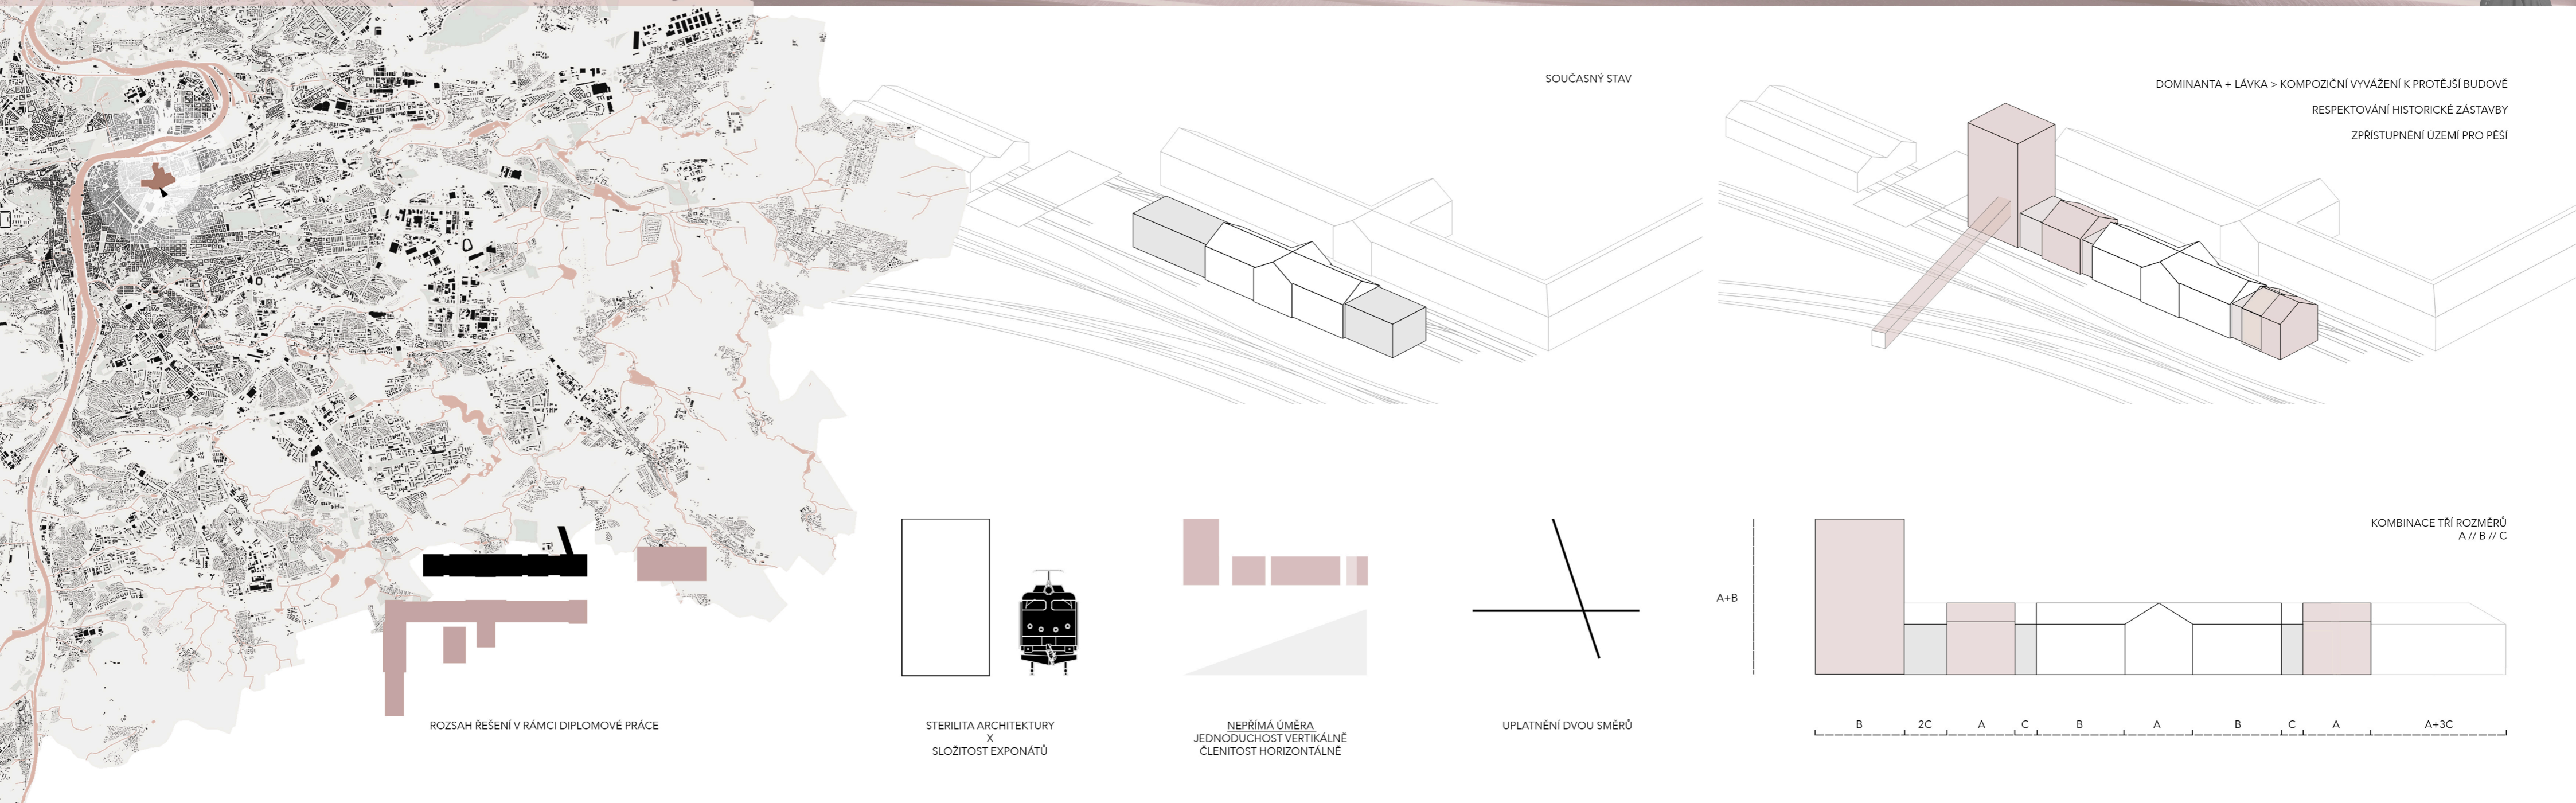 SOUČASNÝ STAV
DOMINANTA + LÁVKA > KOMPOZIČNÍ VYVÁŽENÍ K PROTĚJŠÍ BUDOVĚ
RESPEKTOVÁNÍ HISTORICKÉ ZÁSTAVBY
ZPŘÍSTUPNĚNÍ ÚZEMÍ PRO PĚŠÍ
ROZSAH ŘEŠENÍ V RÁMCI DIPLOMOVÉ PRÁCE
STERILITA ARCHITEKTURY
X
SLOŽITOST EXPONÁTŮ
NEPŘÍMÁ ÚMĚRA
JEDNODUCHOST VERTIKÁLNĚ
ČLENITOST HORIZONTÁLNĚ
UPLATNĚNÍ DVOU SMĚRŮ
KOMBINACE TŘÍ ROZMĚRŮ
A // B // C
A+B
B 2C A C B A B C A A+3C